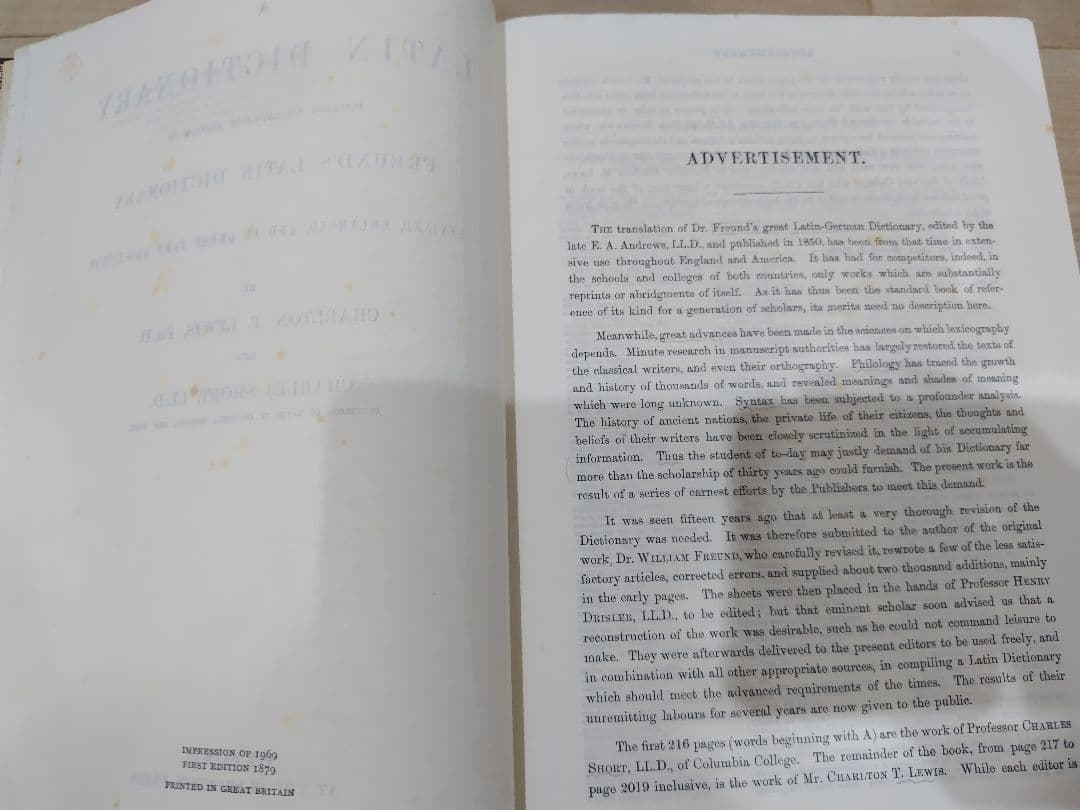 IMPRESSION OF 1969
FIRST EDITION 1879
PRINTED IN GREAT BRITAIN
ADVERTISEMENT.
THE translation of Dr. Freund's great Latin-German Dictionary, edited by the
late E. A. Andrews, LL.D., and published in 1850, has been from that time in exten-
sive use throughout England and America. It has had for competitors, indeed, in
the schools and colleges of both countries, only works which are substantially
reprints or abridgments of itself. As it has thus been the standard book of refer-
ence of its kind for a generation of scholars, its merits need no description here.
Meanwhile, great advances have been made in the sciences on which lexicography
depends. Minute research in manuscript authorities has largely restored the texts of
the classical writers, and even their orthography. Philology has traced the growth
and history of thousands of words, and revealed meanings and shades of meaning
which were long unknown. Syntax has been subjected to a profounder analysis.
The history of ancient nations, the private life of their citizens, the thoughts and
beliefs of their writers have been closely scrutinized in the light of accumulating
information. Thus the student of to-day may justly demand of his Dictionary far
more than the scholarship of thirty years ago could furnish. The present work is the
result of a series of earnest efforts by the Publishers to meet this demand.
It was seen fifteen years ago that at least a very thorough revision of the
Dictionary was needed. It was therefore submitted to the author of the original
work, Dr. WILLIAM FREUND, who carefully revised it, rewrote a few of the less satis-
factory articles, corrected errors, and supplied about two thousand additions, mainly
in the early pages. The sheets were then placed in the hands of Professor HENRY
DRISLER, LL.D., to be edited; but that eminent scholar soon advised us that a
reconstruction of the work was desirable, such as he could not command leisure to
make. They were afterwards delivered to the present editors to be used freely, and
in combination with all other appropriate sources, in compiling a Latin Dictionary
which should meet the advanced requirements of the times. The results of their
unremitting labours for several years are now given to the public.
The first 216 pages (words beginning with A) are the work of Professor CHARLES
SHORT, LL.D., of Columbia College. The remainder of the book, from page 217 to
page 2019 inclusive, is the work of Mr. CHARLTON T. LEWIS. While each editor is